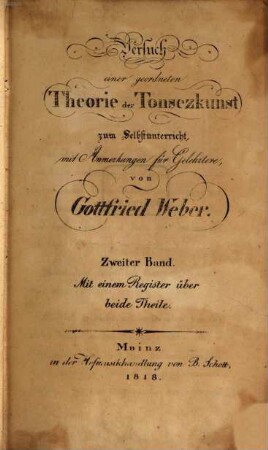 Versuch
einer geordneten
Theorie der Tonsezkunst
zum Selbstunterricht,
mit Anmerkungen für Gelehrtere,
von
Gottfried Weber.
Zweiter Band.
Mit einem Register über
beide Theile.
Mainz
in der Hofmusikhandlung von B. Schott,
1818.